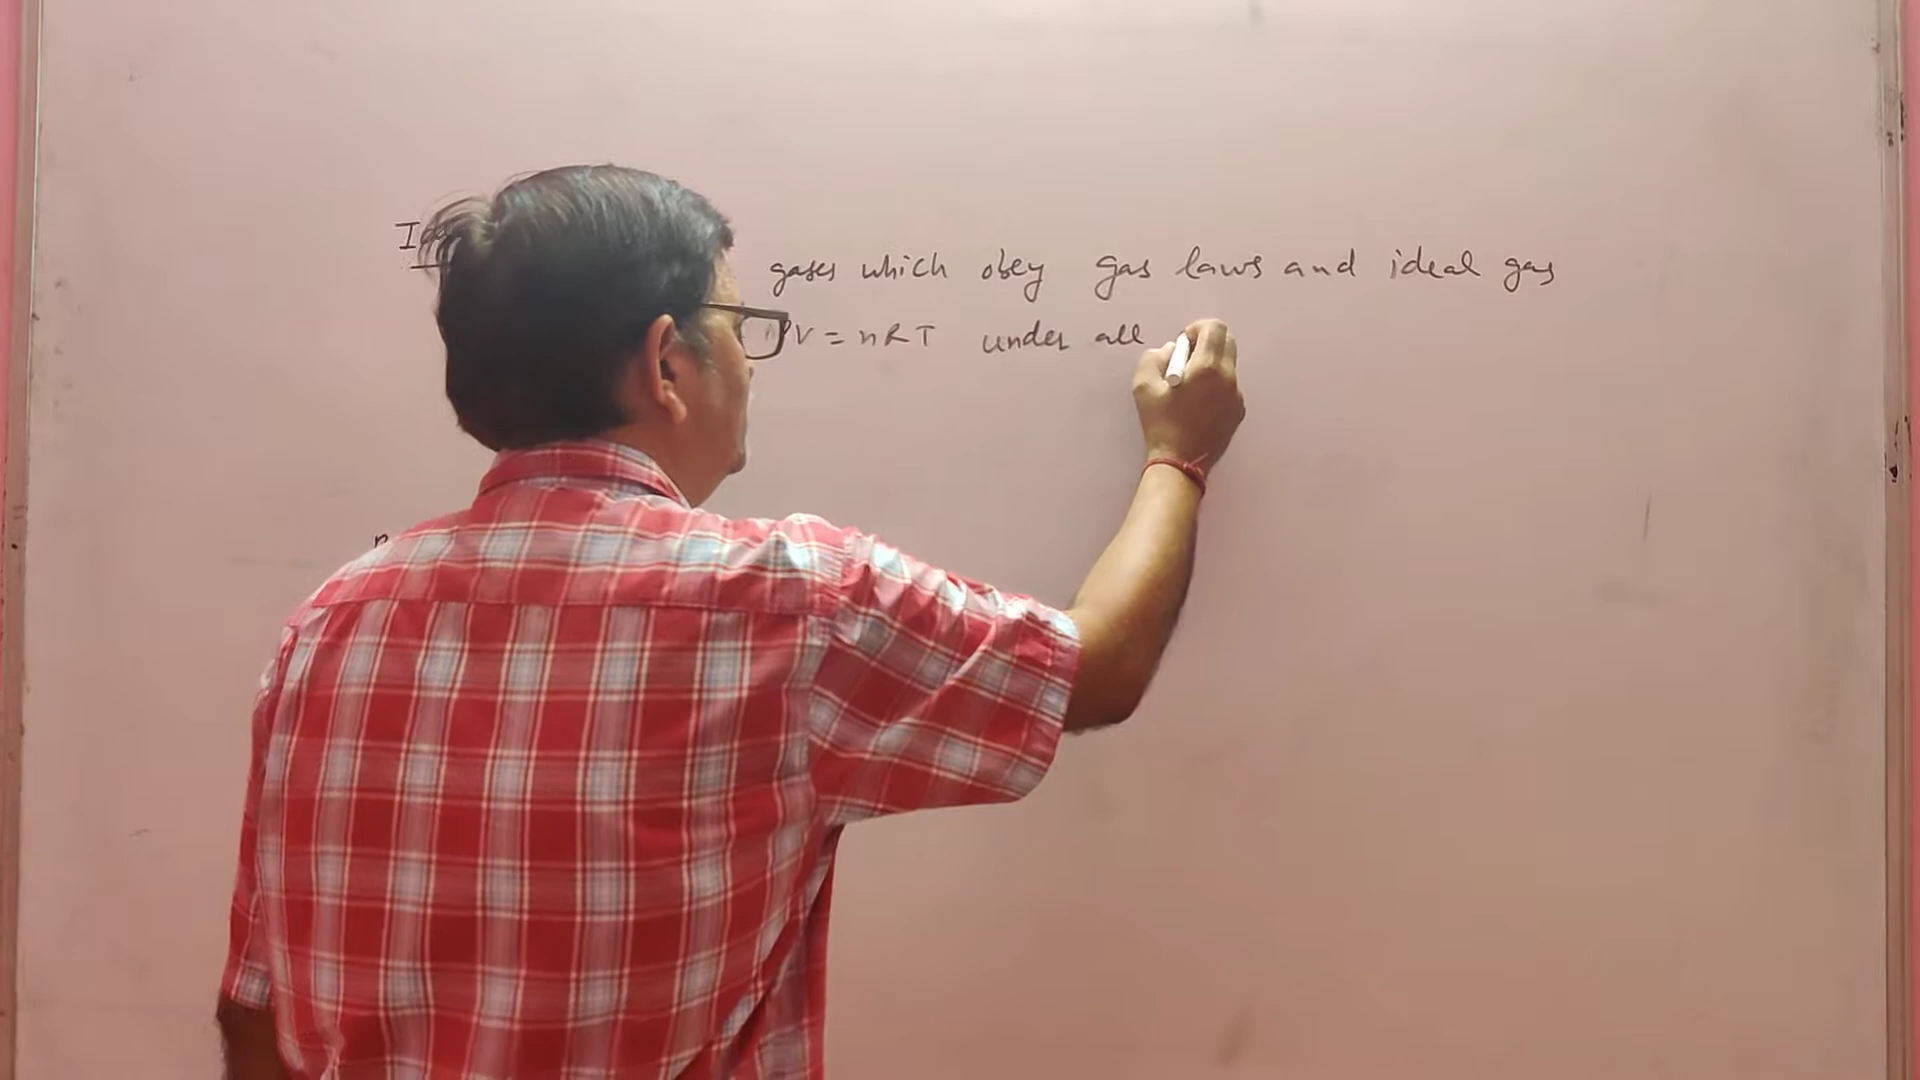 gases which obey gas laws and ideal gas
PV = nRT under all